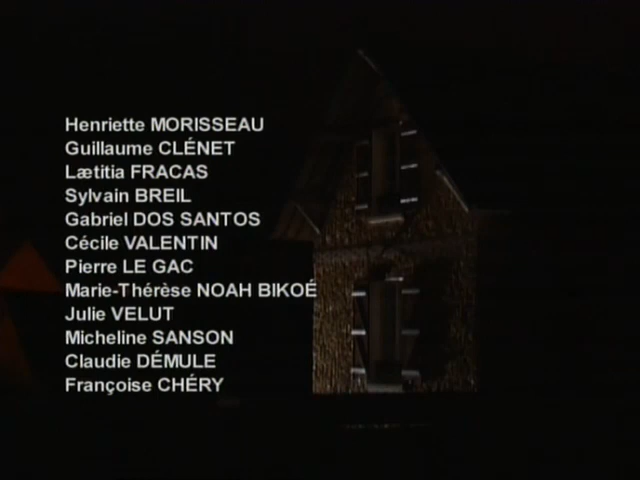 Henriette MORISSEAU
Guillaume CLÉNET
Lætitia FRACAS
Sylvain BREIL
Gabriel DOS SANTOS
Cécile VALENTIN
Pierre LE GAC
Marie-Thérèse NOAH BIKOÉ
Julie VELUT
Micheline SANSON
Claudie DÉMULE
Françoise CHÉRY